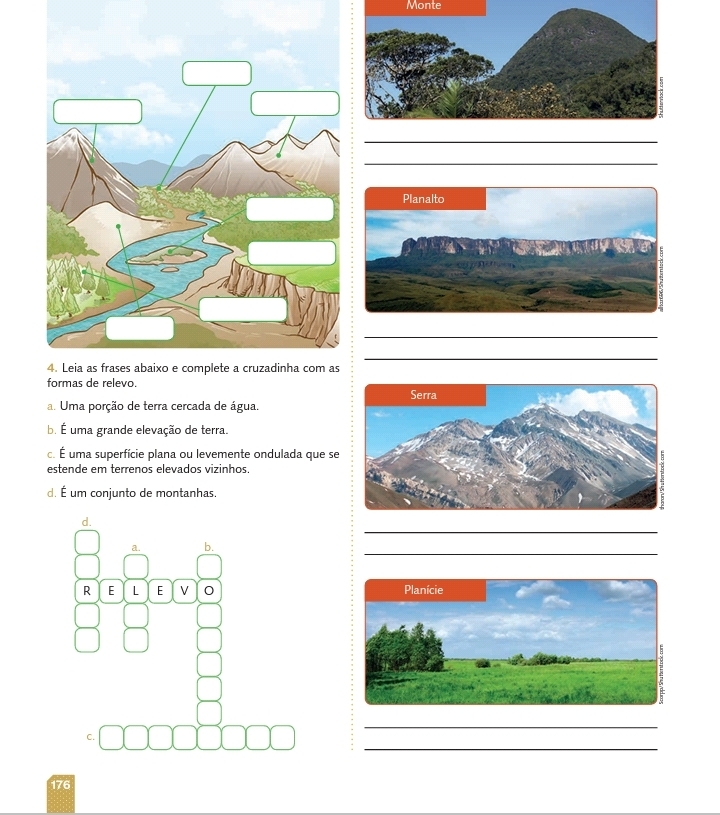 4. Leia as frases abaixo e complete a cruzadinha com as
formas de relevo.
a. Uma porção de terra cercada de água.
b. É uma grande elevação de terra.
c. É uma superfície plana ou levemente ondulada que se
estende em terrenos elevados vizinhos.
d. É um conjunto de montanhas.
d.
a.
b.
R E L E V O
c.
176
Monte
Shutterstock.com
Planalto
Serra
Planície